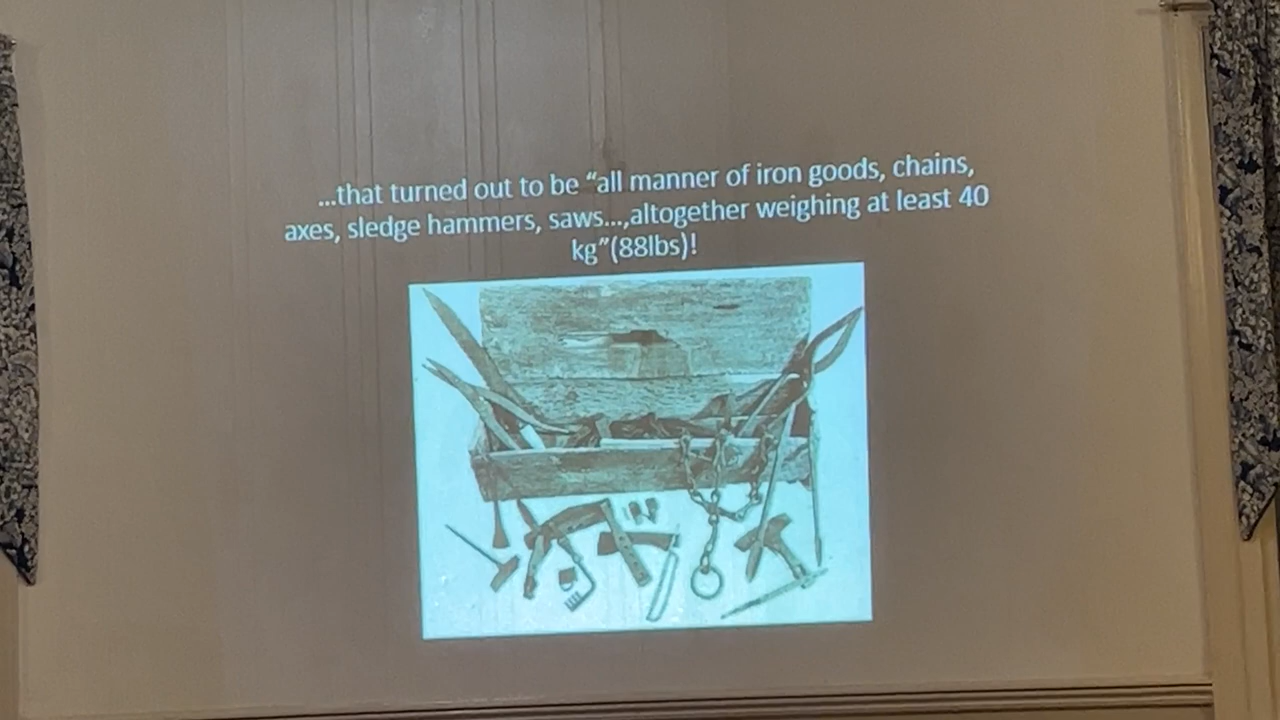 ...that turned out to be “all manner of iron goods, chains,
axes, sledge hammers, saws...,altogether weighing at least 40
kg”(88lbs)!